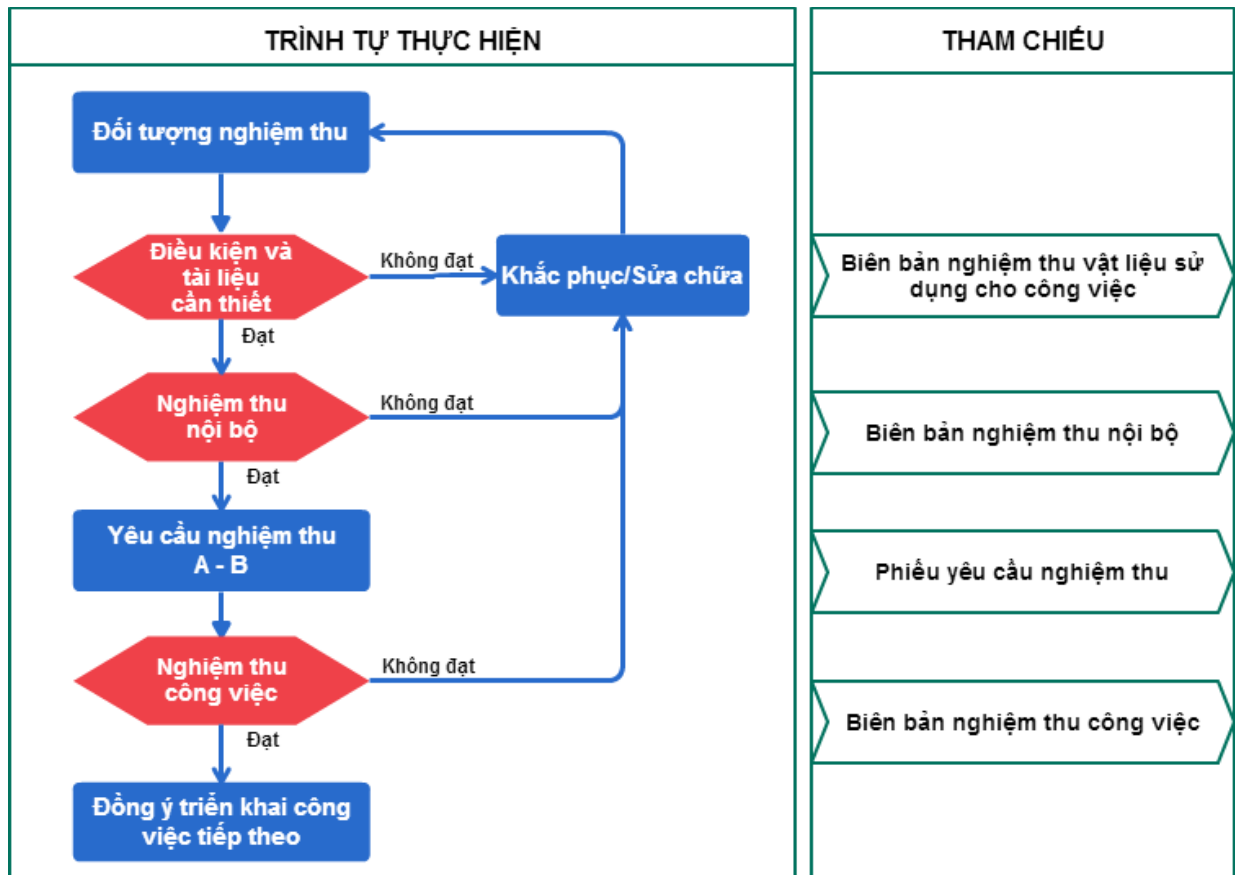 TRÌNH TỰ THỰC HIỆN
THAM CHIẾU
Đối tượng nghiệm thu
Điều kiện và
tài liệu
cần thiết
Không đạt
Khắc phục/Sửa chữa
Biên bản nghiệm thu vật liệu sử
dụng cho công việc
Đạt
Nghiệm thu
nội bộ
Không đạt
Biên bản nghiệm thu nội bộ
Đạt
Yêu cầu nghiệm thu
A - B
Phiếu yêu cầu nghiệm thu
Nghiệm thu
công việc
Không đạt
Biên bản nghiệm thu công việc
Đạt
Đồng ý triển khai công
việc tiếp theo